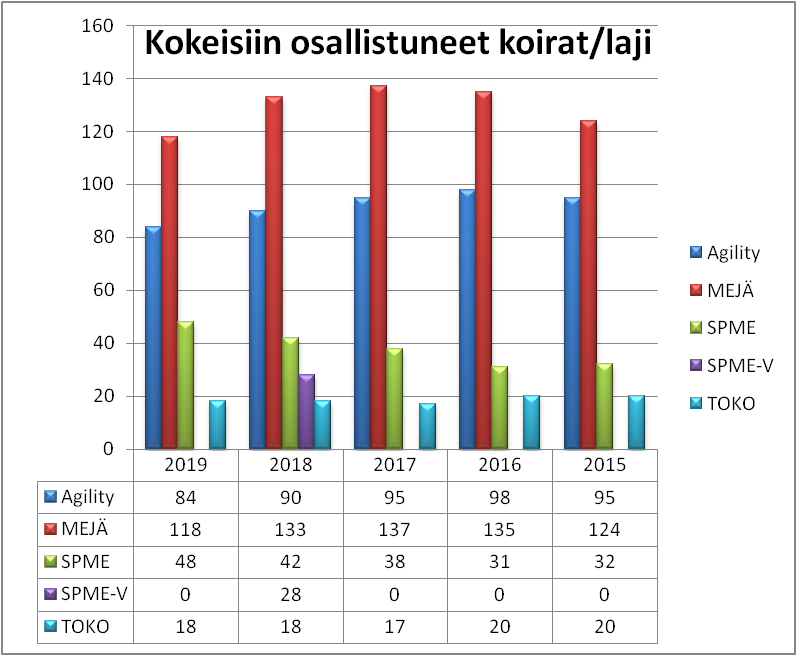 Kokeisiin osallistuneet koirat/laji
160
140
120
100
80
60
40
20
0
2019 2018 2017 2016 2015
Agility 84 90 95 98 95
MEJÄ 118 133 137 135 124
SPME 48 42 38 31 32
SPME-V 0 28 0 0 0
TOKO 18 18 17 20 20
Agility
MEJÄ
SPME
SPME-V
TOKO